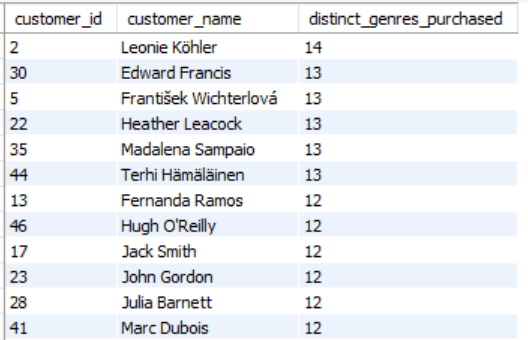 customer_id customer_name distinct_genres_purchased
2 Leonie Köhler 14
30 Edward Francis 13
5 František Wichterlová 13
22 Heather Leacock 13
35 Madalena Sampaio 13
44 Terhi Hämäläinen 13
13 Fernanda Ramos 12
46 Hugh O'Reilly 12
17 Jack Smith 12
23 John Gordon 12
28 Julia Barnett 12
41 Marc Dubois 12